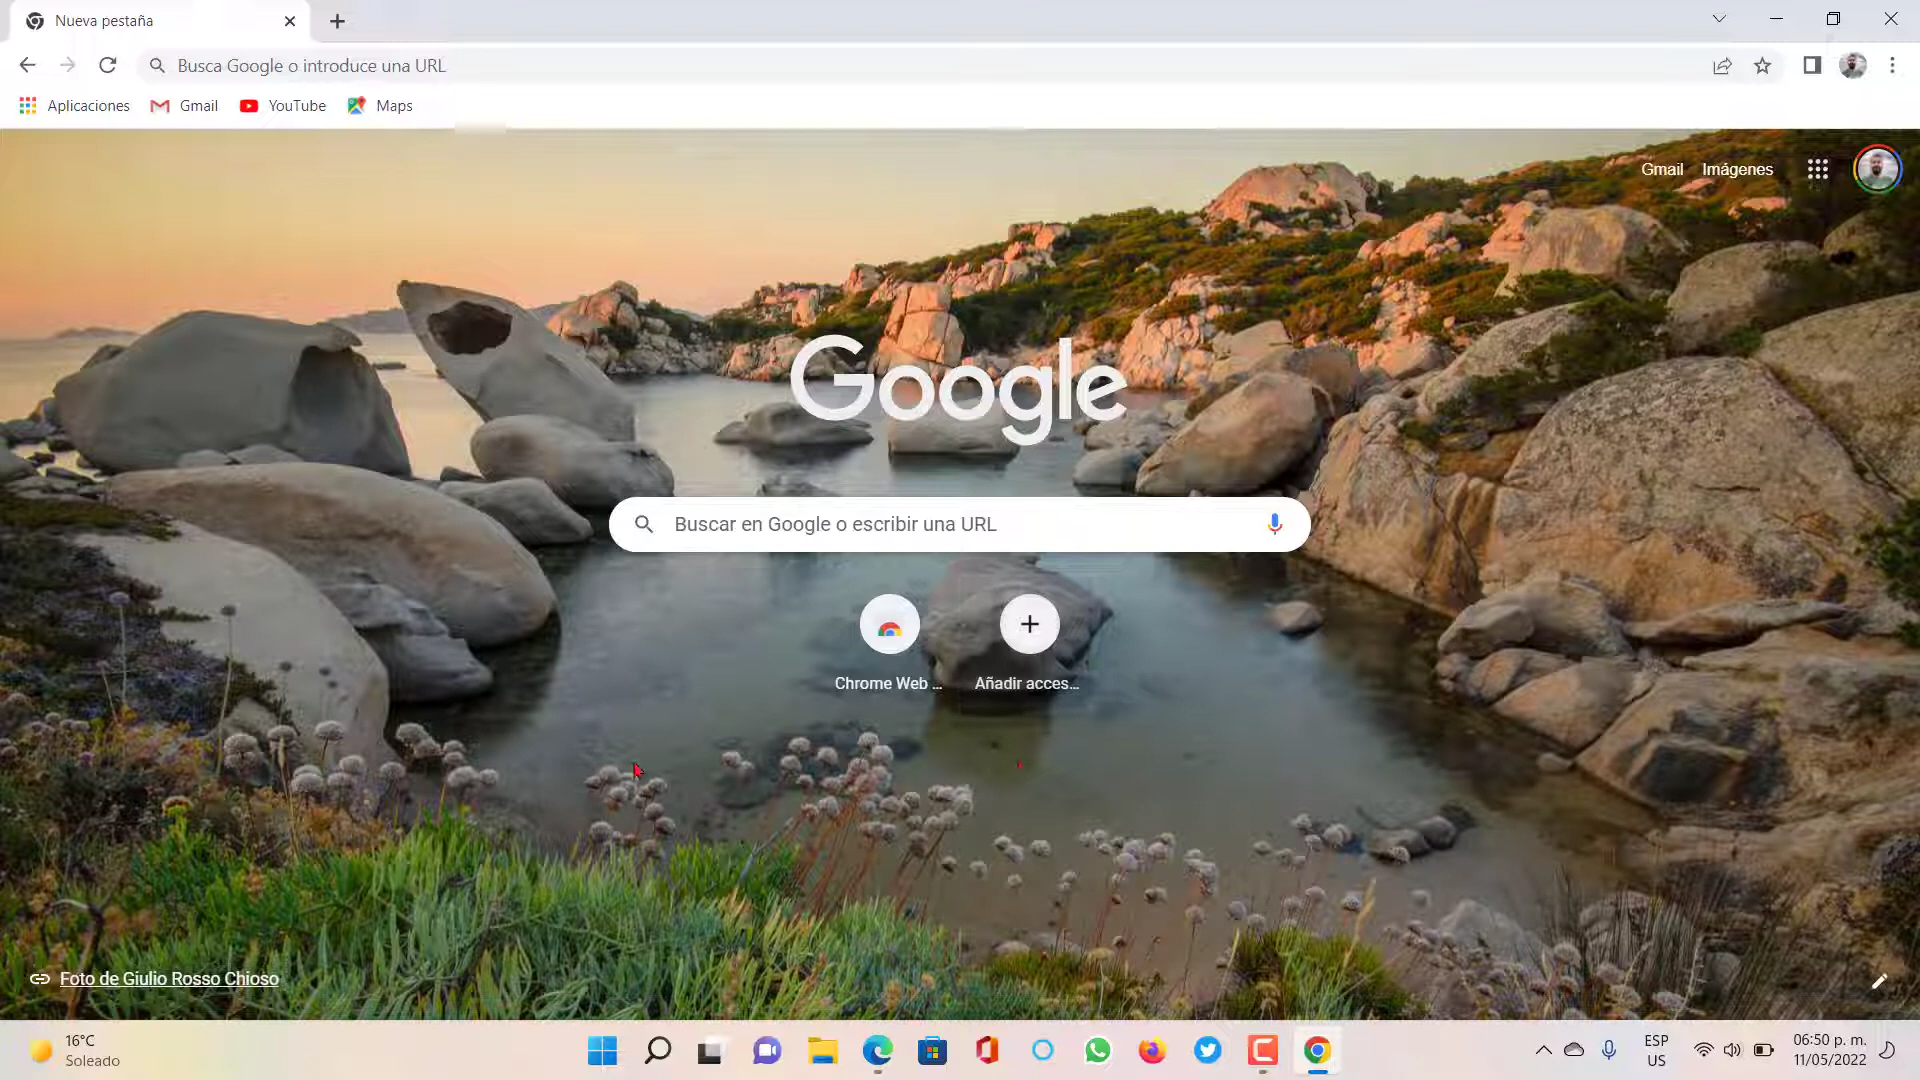 Nueva pestaña
Busca Google o introduce una URL
Aplicaciones
Gmail
YouTube
Maps
Gmail
Imágenes
Google
Buscar en Google o escribir una URL
Chrome Web ...
Añadir acces...
Foto de Giulio Rosso Chioso
16°C
Soleado
ESP
US
06:50 p. m.
11/05/2022